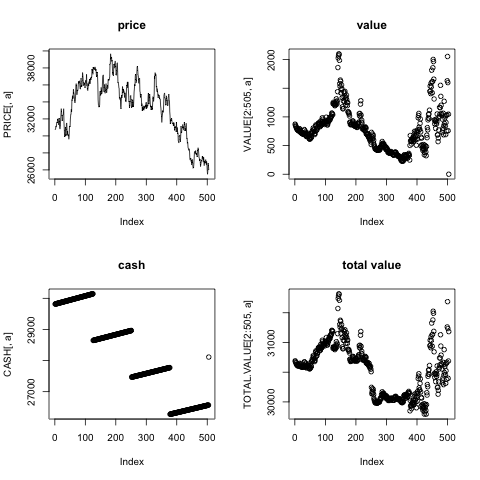 price
PRICE[, a]
38000
32000
26000
0 100 200 300 400 500
Index
value
VALUE[2:505, a]
2000
1000
500
0
0 100 200 300 400 500
Index
cash
CASH[, a]
29000
27000
0 100 200 300 400 500
Index
total value
TOTAL.VALUE[2:505, a]
31000
30000
0 100 200 300 400 500
Index